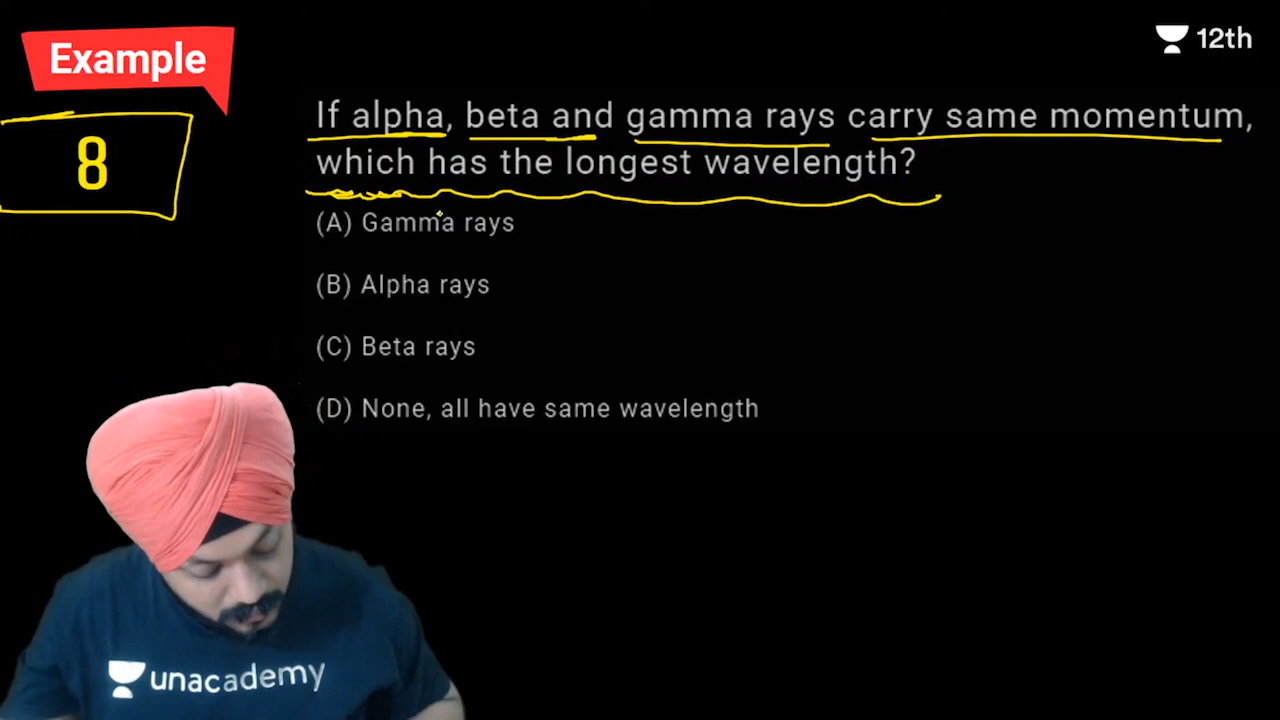 Example
12th
8
If alpha, beta and gamma rays carry same momentum,
which has the longest wavelength?
(A) Gamma rays
(B) Alpha rays
(C) Beta rays
(D) None, all have same wavelength
unacademy